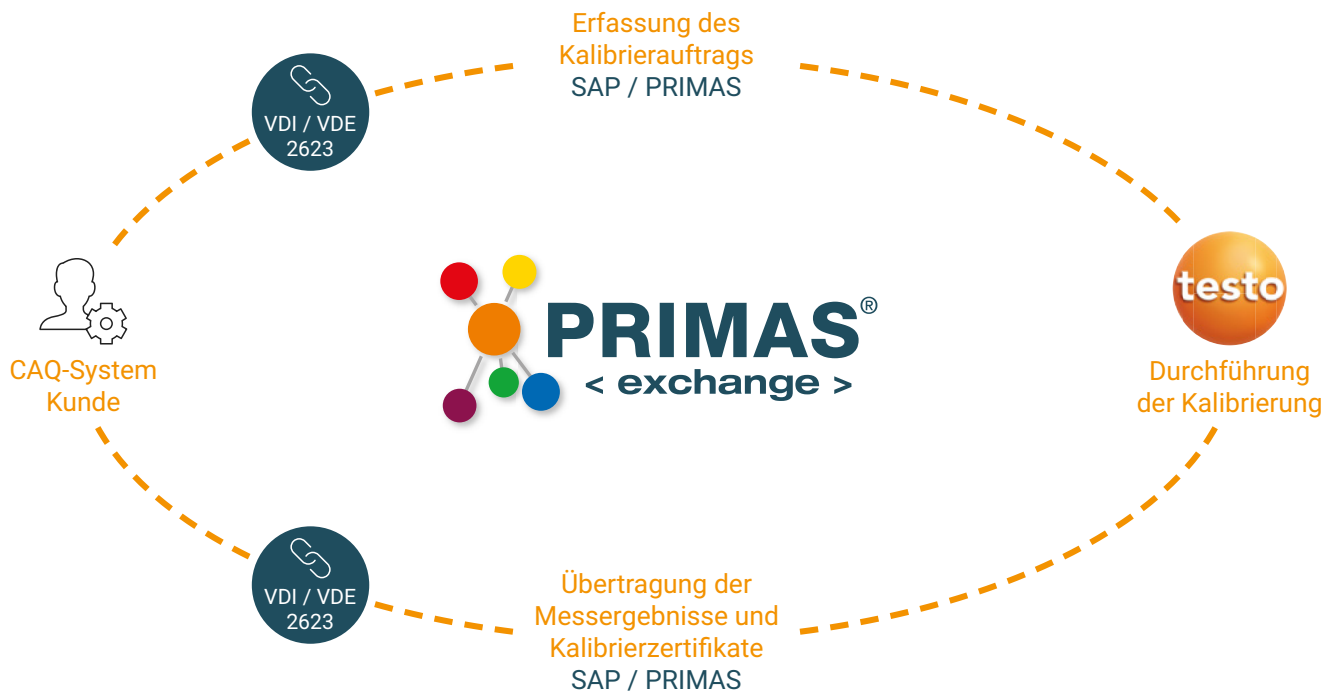 Erfassung des
Kalibrierauftrags
SAP / PRIMAS
VDI / VDE
2623
CAQ-System
Kunde
PRIMAS®
< exchange >
testo
Durchführung
der Kalibrierung
VDI / VDE
2623
Übertragung der
Messergebnisse und
Kalibrierzertifikate
SAP / PRIMAS